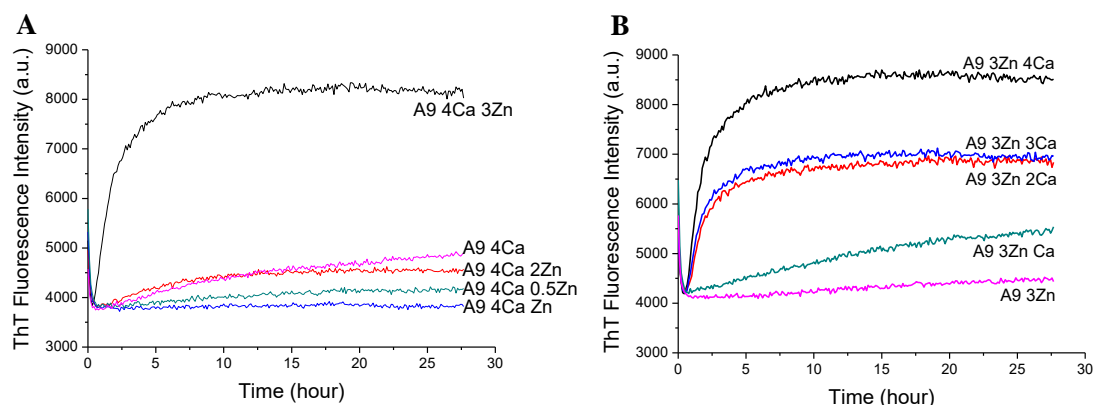 A
ThT Fluorescence Intensity (a.u.)
9000
8000
7000
6000
5000
4000
3000
0
5
10
15
20
25
30
Time (hour)
A9 4Ca 3Zn
A9 4Ca
A9 4Ca 2Zn
A9 4Ca 0.5Zn
A9 4Ca Zn
B
ThT Fluorescence Intensity (a.u.)
9000
8000
7000
6000
5000
4000
3000
0
5
10
15
20
25
30
Time (hour)
A9 3Zn 4Ca
A9 3Zn 3Ca
A9 3Zn 2Ca
A9 3Zn Ca
A9 3Zn